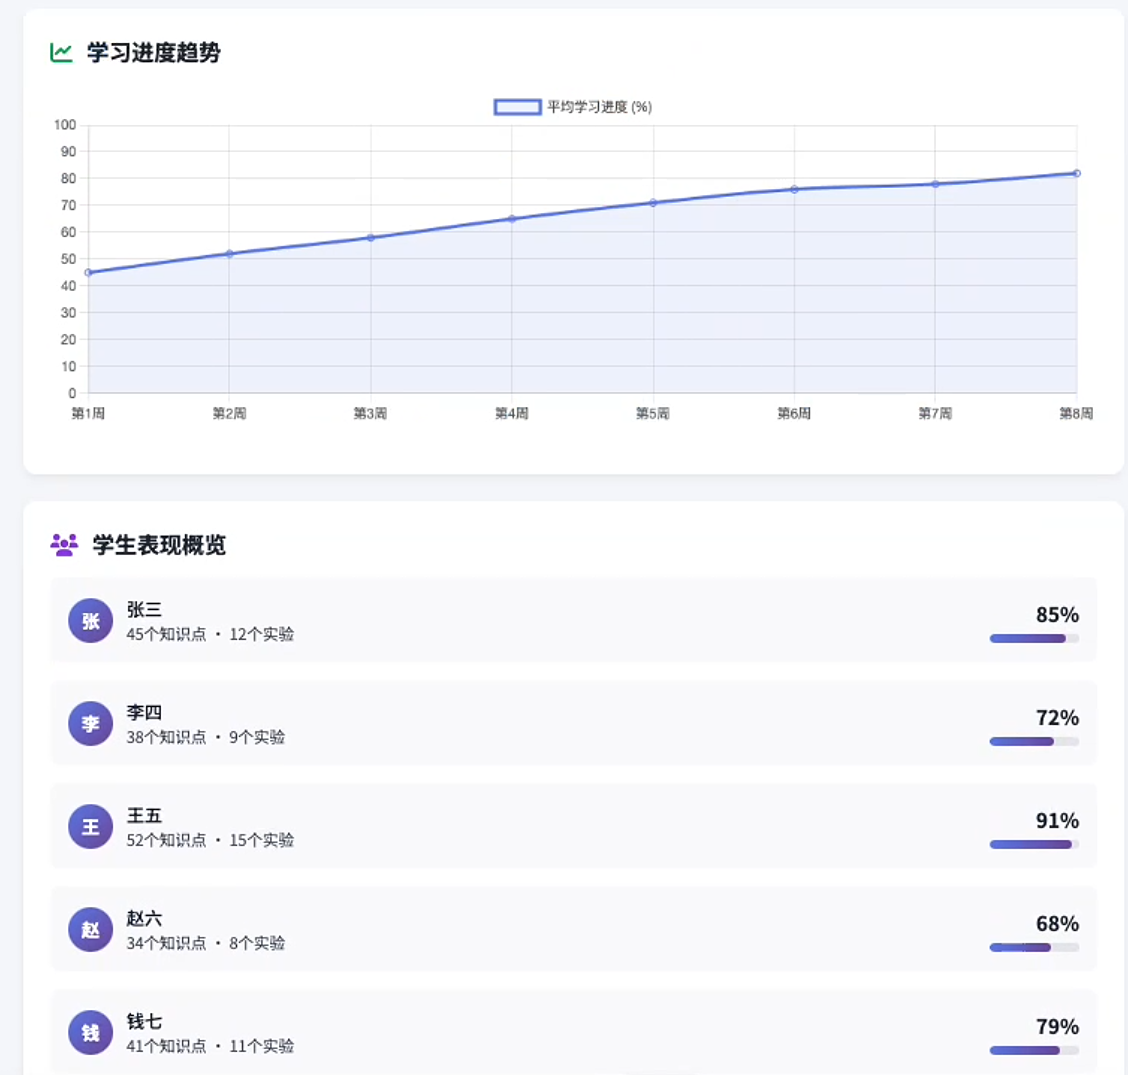 学习进度趋势
平均学习进度 (%)
100
90
80
70
60
50
40
30
20
10
0
第1周 第2周 第3周 第4周 第5周 第6周 第7周 第8周
学生表现概览
张 张三
45个知识点 • 12个实验
85%
李 李四
38个知识点 • 9个实验
72%
王 王五
52个知识点 • 15个实验
91%
赵 赵六
34个知识点 • 8个实验
68%
钱 钱七
41个知识点 • 11个实验
79%